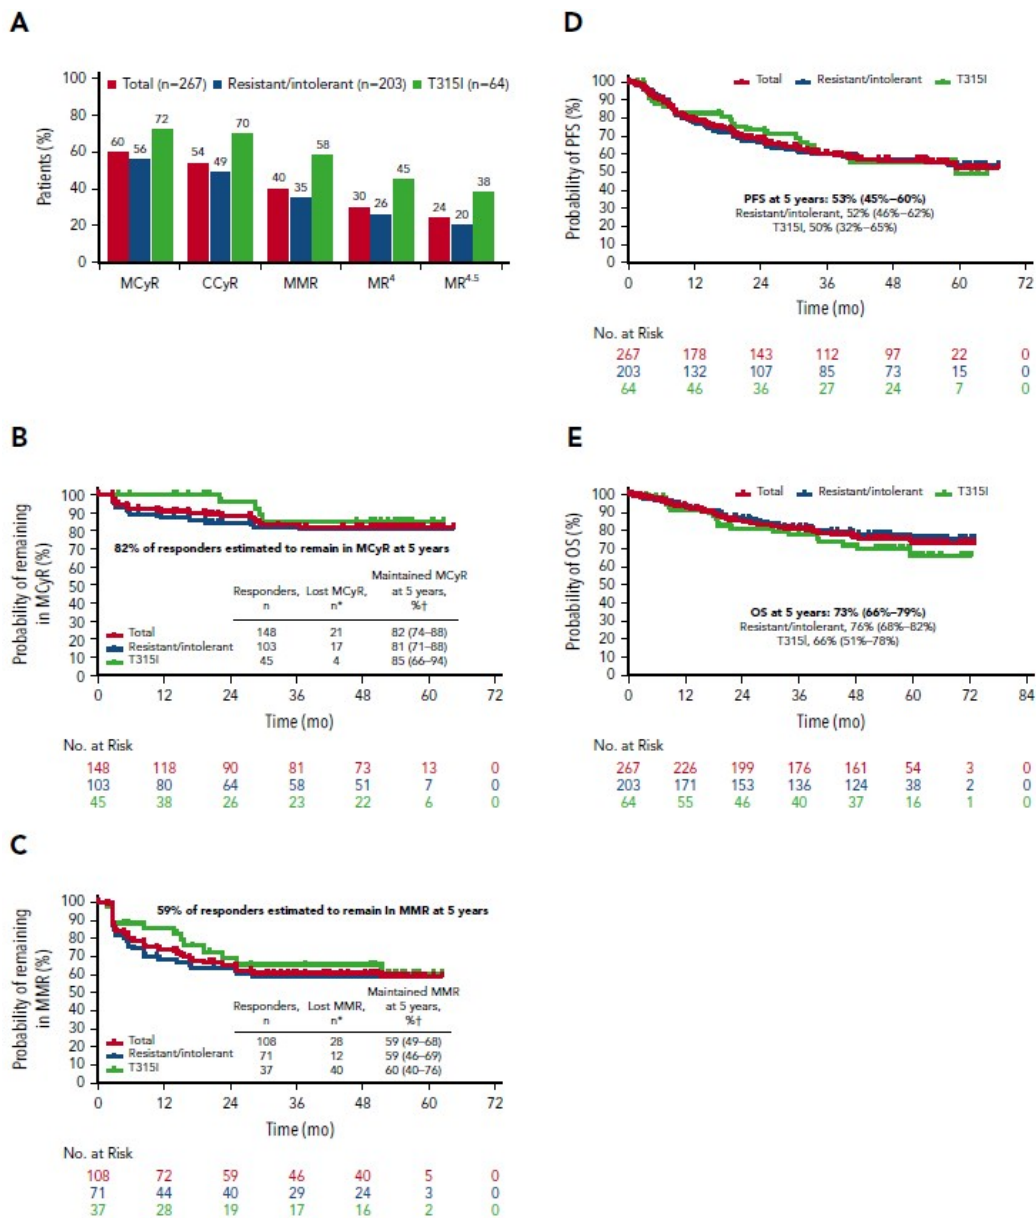 A
100
80
60
40
20
0
Patients (%)
Total (n=267) Resistant/intolerant (n=203) T315I (n=64)
60 56 72
54 49 70
40 35 58
30 26 45
24 20 38
MCyR CCyR MMR MR4 MR4.5
B
100
90
80
70
60
50
40
30
20
10
0
Probability of remaining
in MCyR (%)
82% of responders estimated to remain in MCyR at 5 years
Maintained MCyR
Responders, Lost MCyR, at 5 years,
n n* %†
Total 148 21 82 (74–88)
Resistant/intolerant 103 17 81 (71–88)
T315I 45 4 85 (66–94)
0 12 24 36 48 60 72
Time (mo)
No. at Risk
148 118 90 81 73 13 0
103 80 64 58 51 7 0
45 38 26 23 22 6 0
C
100
90
80
70
60
50
40
30
20
10
0
Probability of remaining
in MMR (%)
59% of responders estimated to remain In MMR at 5 years
Maintained MMR
Responders, Lost MMR, at 5 years,
n n* %†
Total 108 28 59 (49–68)
Resistant/intolerant 71 12 59 (46–69)
T315I 37 40 60 (40–76)
0 12 24 36 48 60 72
Time (mo)
No. at Risk
108 72 59 46 40 5 0
71 44 40 29 24 3 0
37 28 19 17 16 2 0
D
100
90
80
70
60
50
40
30
20
10
0
Probability of PFS (%)
Total Resistant/intolerant T315I
PFS at 5 years: 53% (45%–60%)
Resistant/intolerant, 52% (46%–62%)
T315I, 50% (32%–65%)
0 12 24 36 48 60 72
Time (mo)
No. at Risk
267 178 143 112 97 22 0
203 132 107 85 73 15 0
64 46 36 27 24 7 0
E
100
90
80
70
60
50
40
30
20
10
0
Probability of OS (%)
Total Resistant/intolerant T315I
OS at 5 years: 73% (66%–79%)
Resistant/intolerant, 76% (68%–82%)
T315I, 66% (51%–78%)
0 12 24 36 48 60 72 84
Time (mo)
No. at Risk
267 226 199 176 161 54 3 0
203 171 153 136 124 38 2 0
64 55 46 40 37 16 1 0